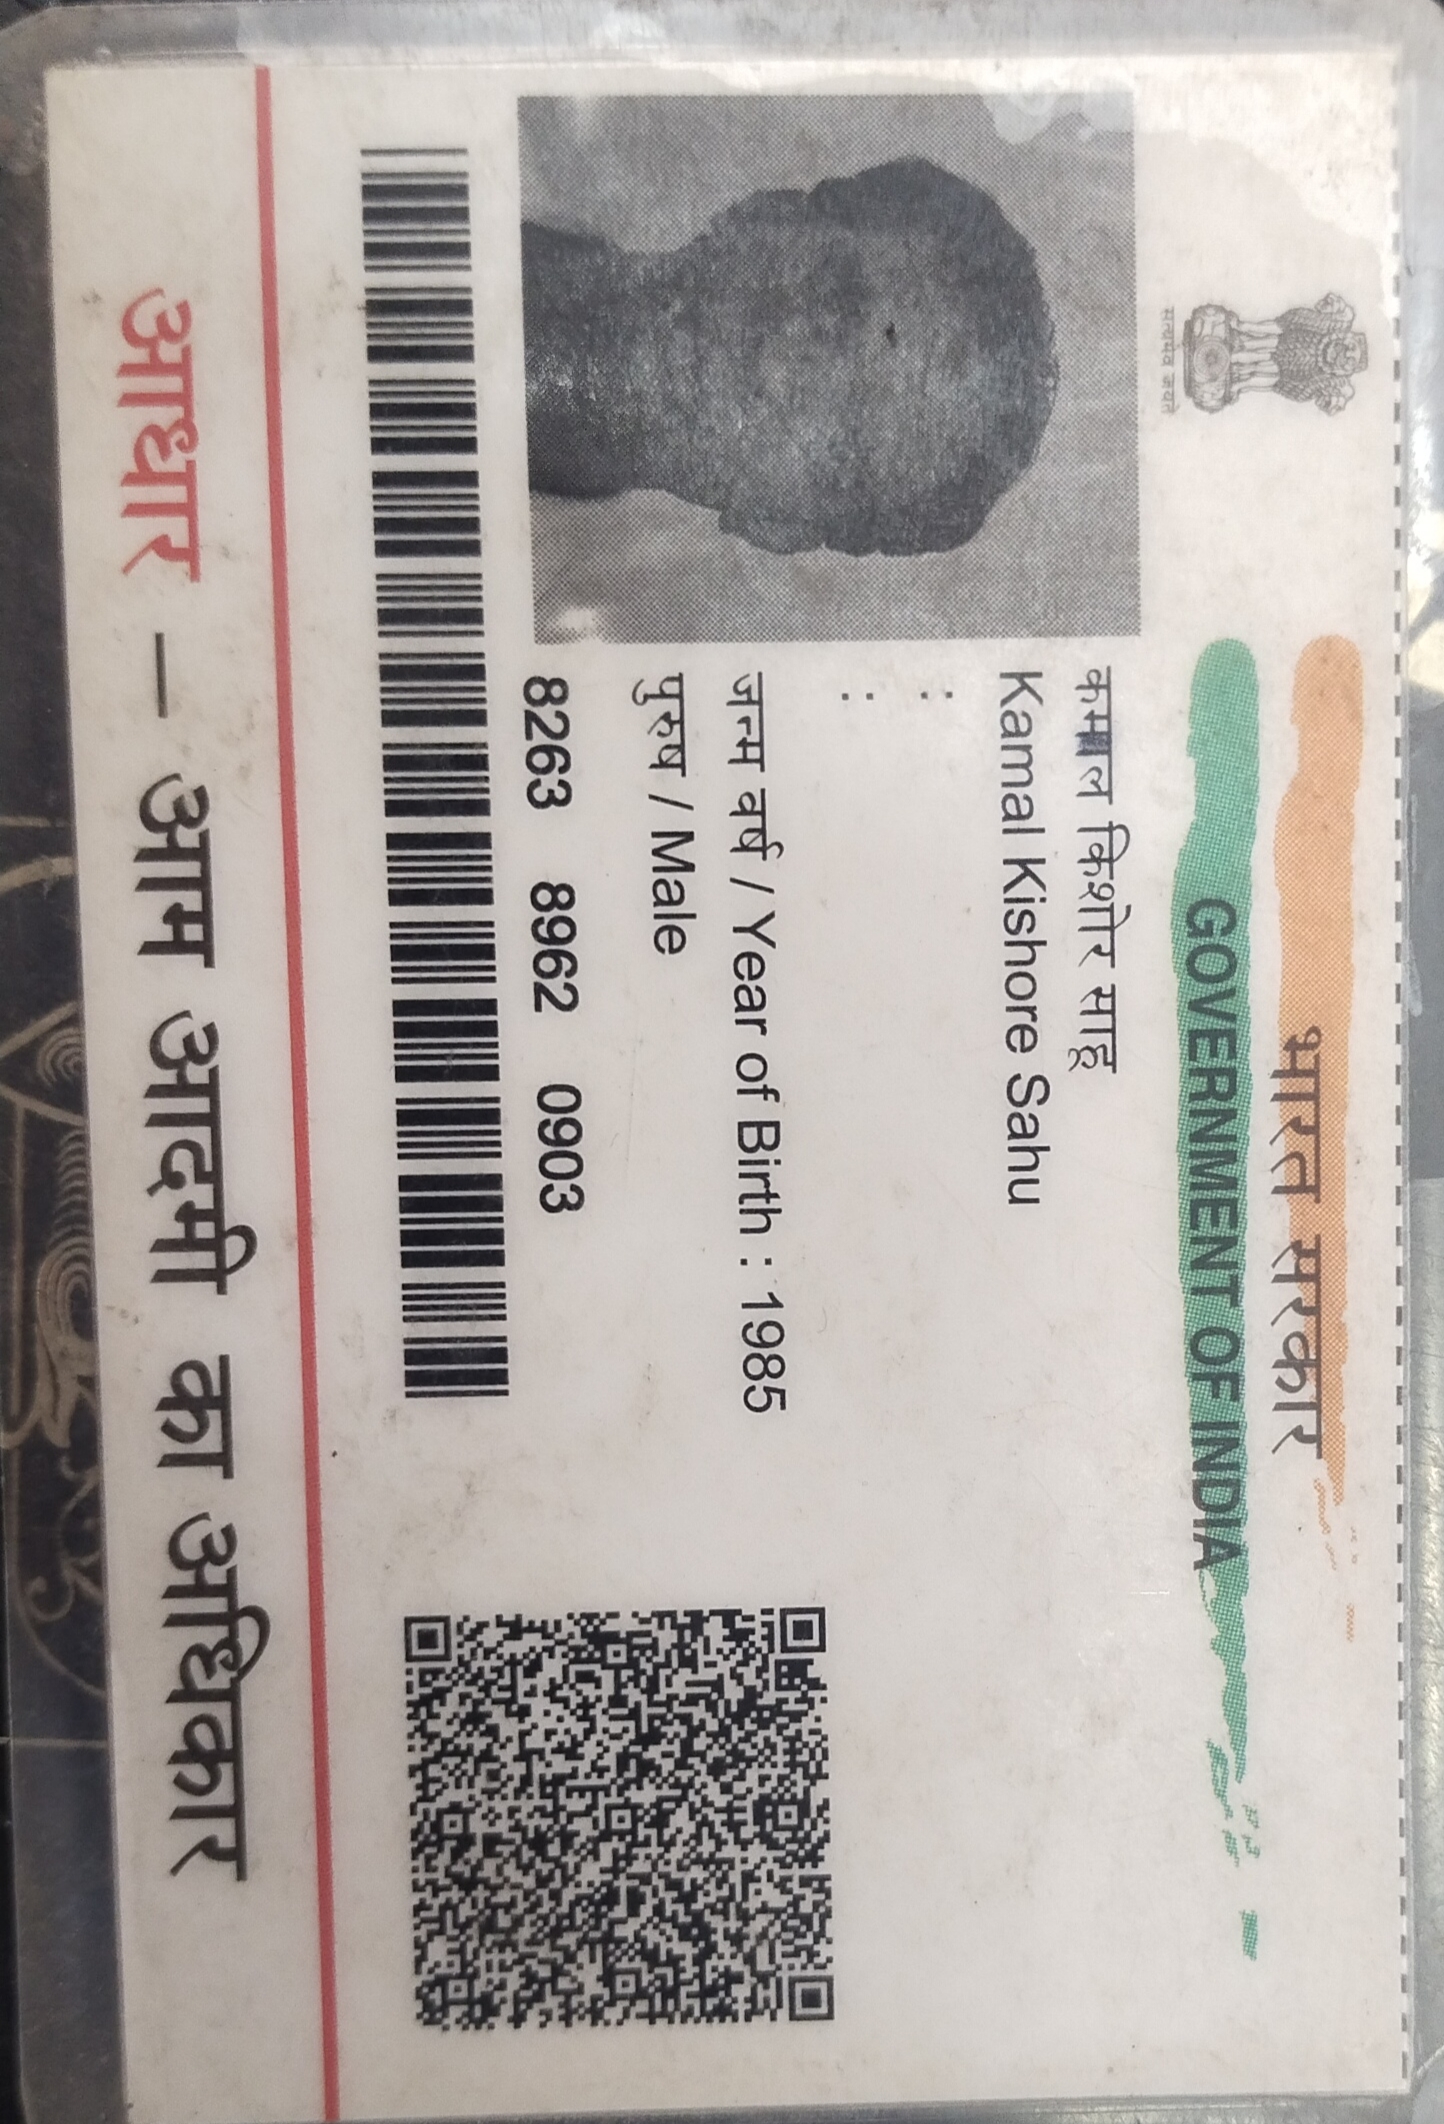 भारत सरकार
GOVERNMENT OF INDIA
सत्यमेव जयते
कमाल किशोर साहू
Kamal Kishore Sahu
:
:
जन्म वर्ष / Year of Birth : 1985
पुरुष / Male
8263 8962 0903
आधार – आम आदमी का अधिकार